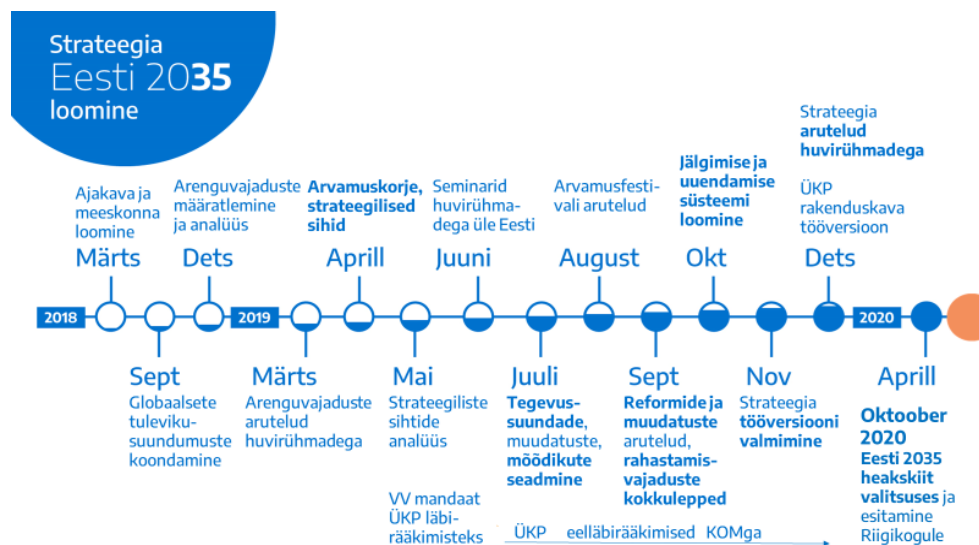 Strateegia
Eesti 2035
loomine
Ajakava ja
meeskonna
loomine
Märts
Arenguvajaduste
määratlemine
ja analüüs
Dets
Arvamuskorje,
strateegilised
sihid
Aprill
Seminarid
huvirühma-
dega üle Eesti
Juuni
Arvamusfesti-
vali arutelud
August
Jälgimise ja
uuendamise
süsteemi
loomine
Okt
Strateegia
arutelud
huvirühmadega
ÜKP
rakenduskava
tööversioon
Dets
2018
2019
2020
Sept
Globaalsete
tuleviku-
suundumuste
koondamine
Märts
Arenguvajaduste
arutelud
huvirühmadega
Mai
Strateegiliste
sihtide
analüüs
VV mandaat
ÜKP läbi-
rääkimisteks
Juuli
Tegevus-
suundade,
muudatuste,
mõõdikute
seadmine
Sept
Reformide ja
muudatuste
arutelud,
rahastamis-
vajaduste
kokkulepped
ÜKP eelläbirääkimised KOMga
Nov
Strateegia
tööversiooni
valmimine
Aprill
Oktoober
2020
Eesti 2035
heakskiit
valitsuses ja
esitamine
Riigikogule